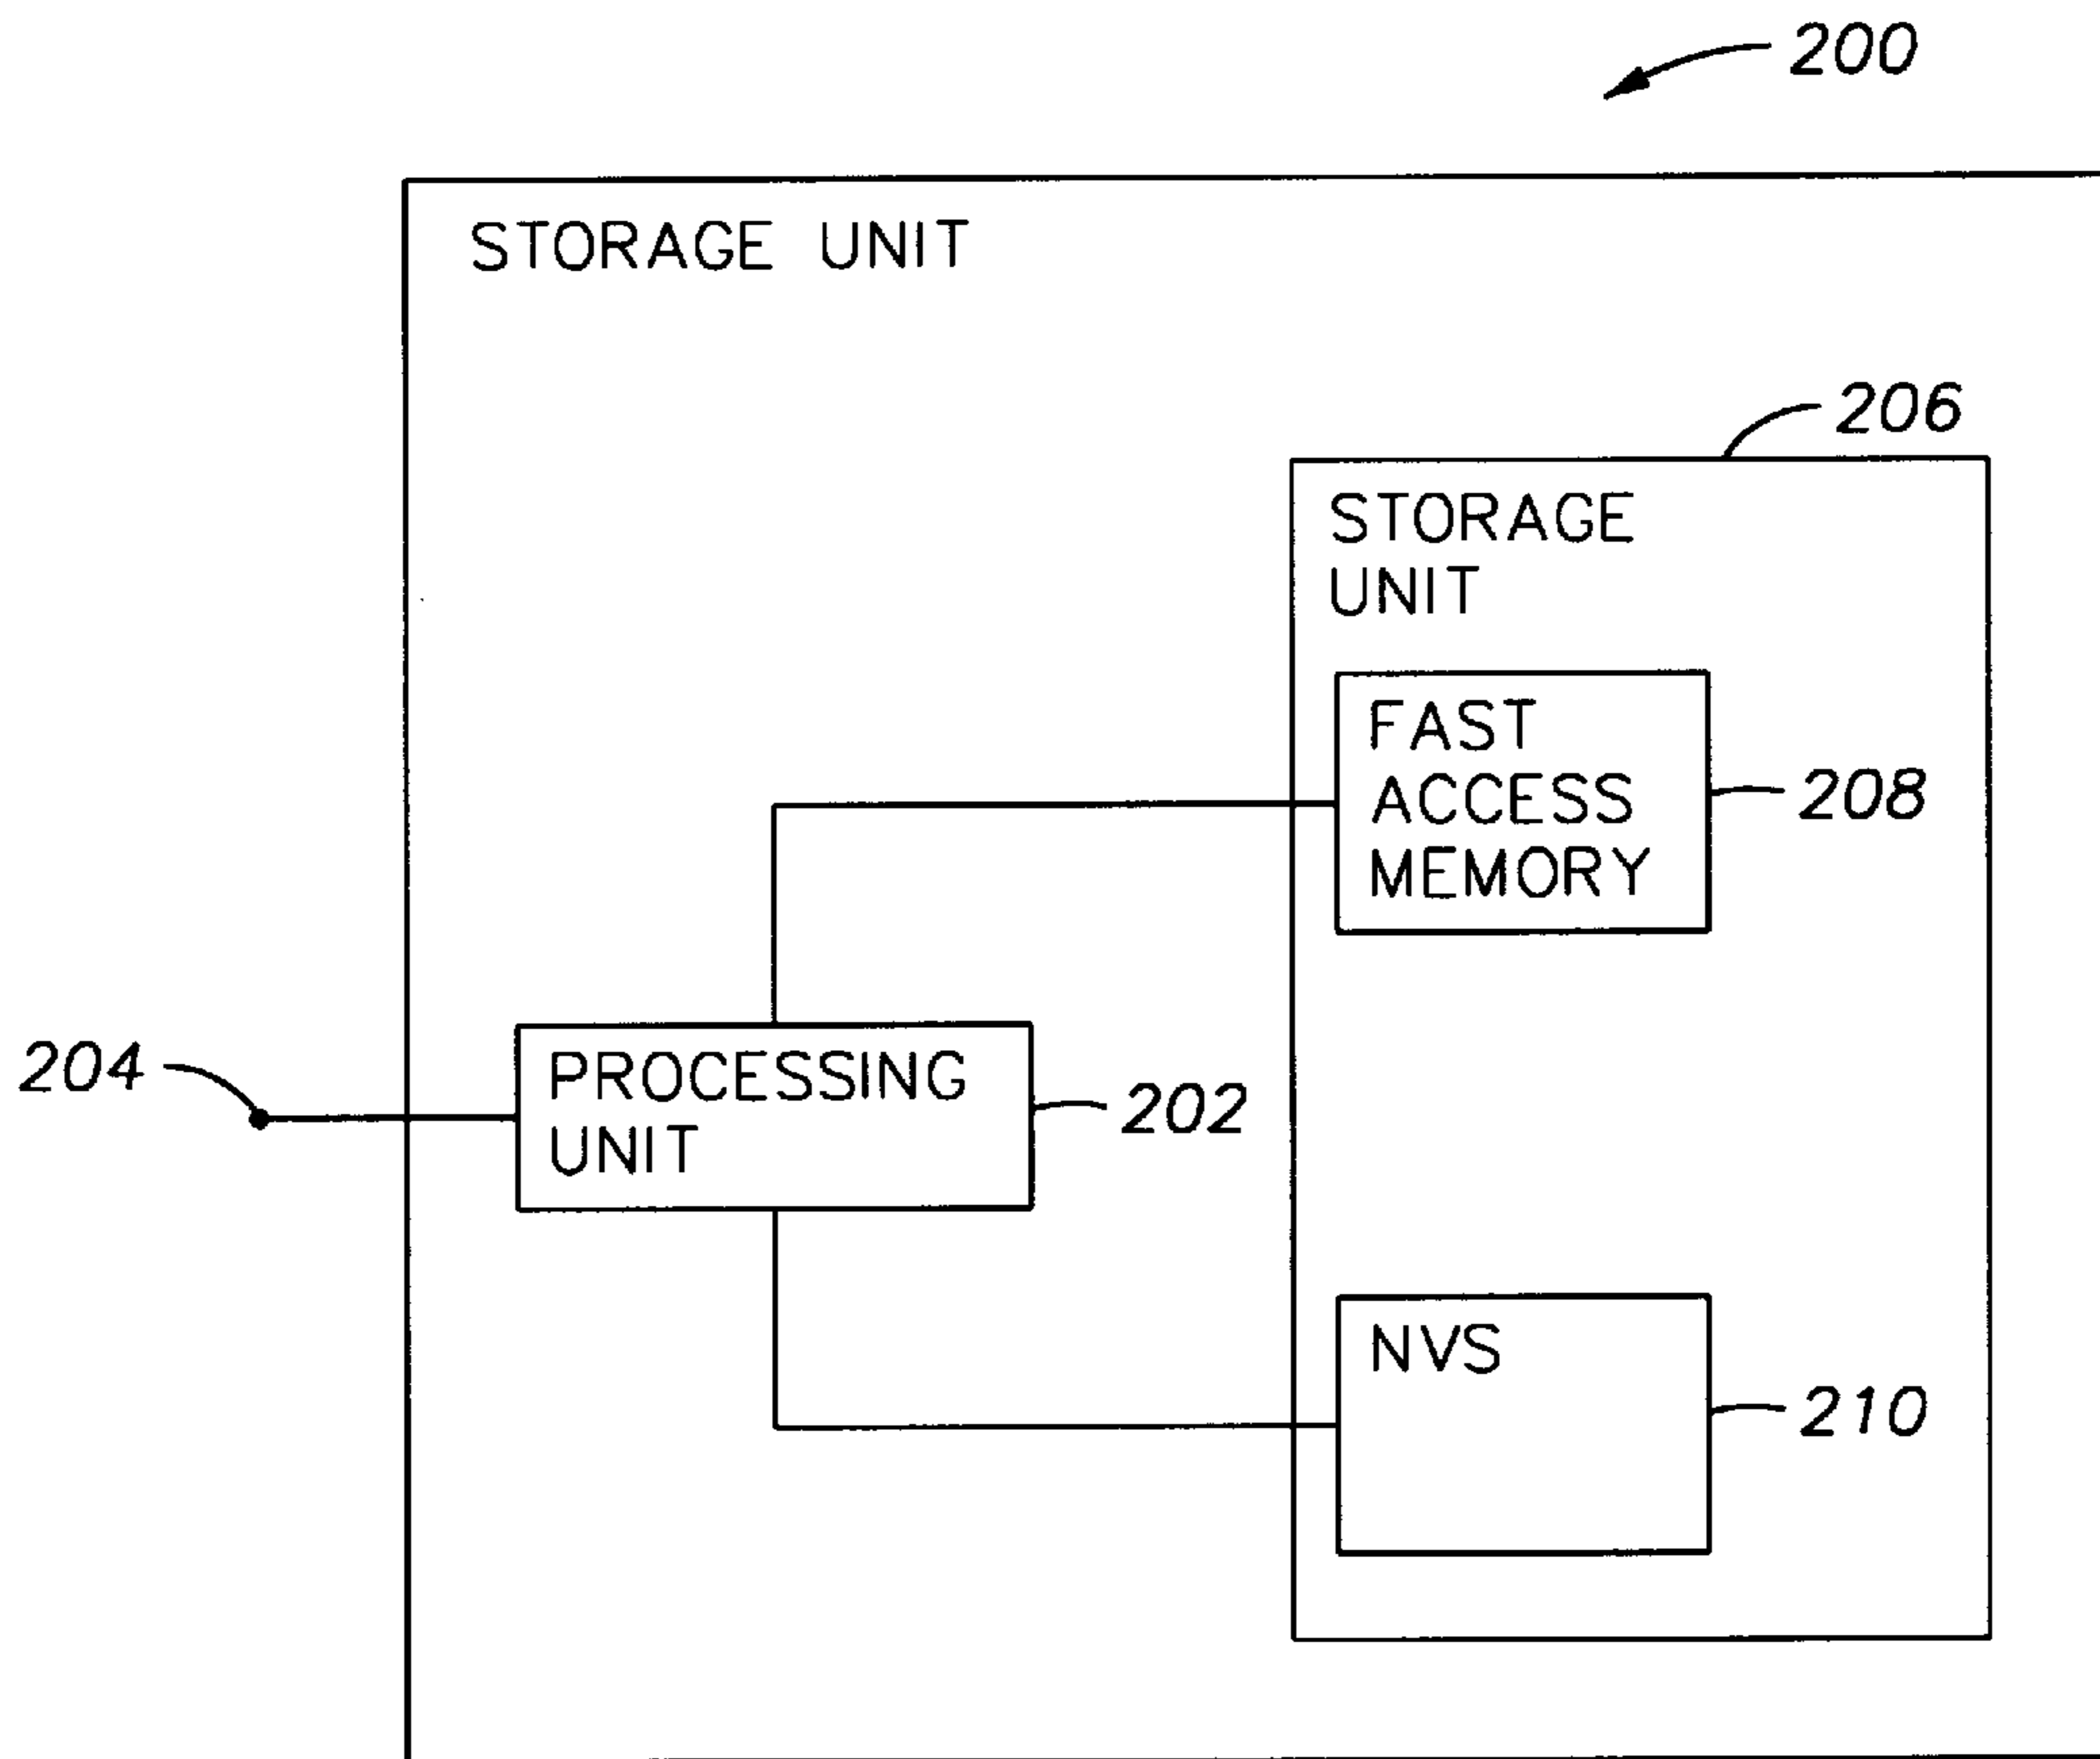 200
STORAGE UNIT
206
STORAGE
UNIT
FAST
ACCESS
MEMORY
208
204
PROCESSING
UNIT
202
NVS
210